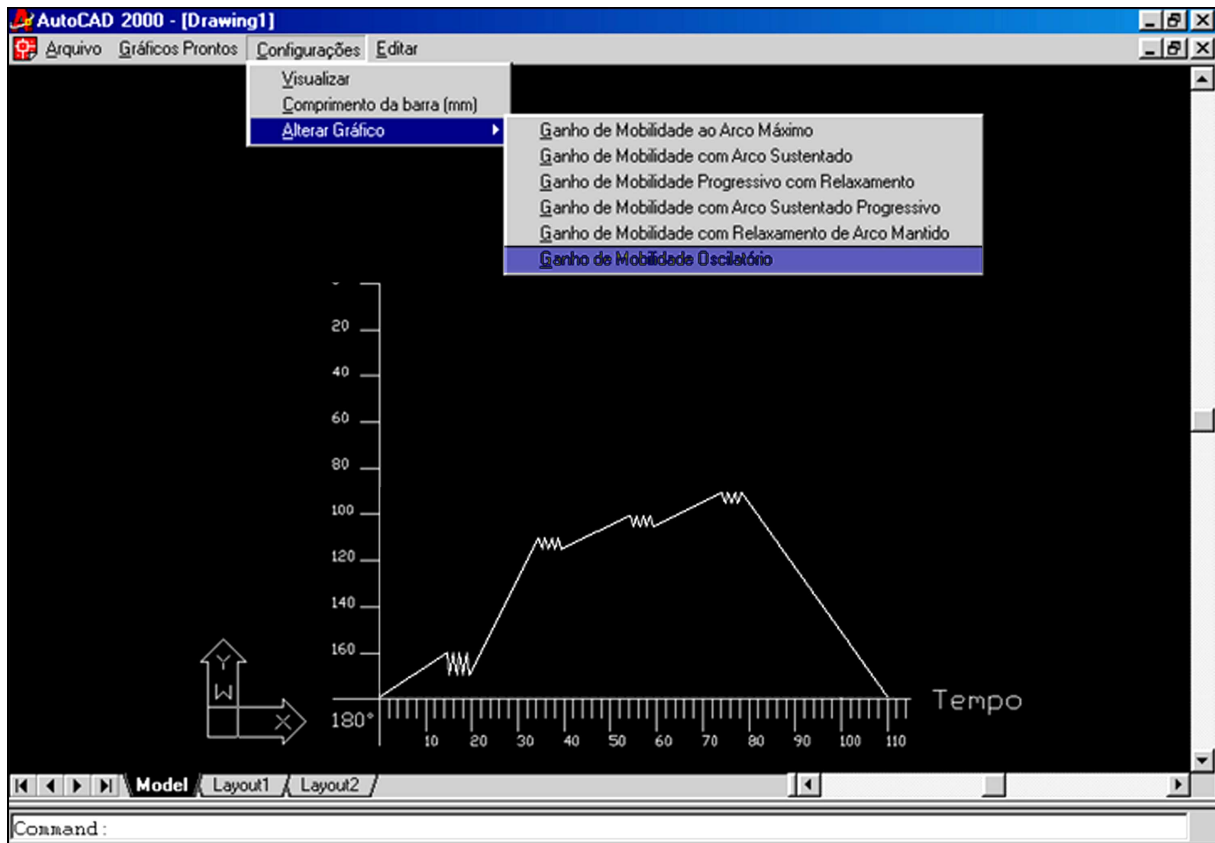 AutoCAD 2000 - [Drawing1]
Arquivo Gráficos Prontos Configurações Editar
Visualizar
Comprimento da barra (mm)
Alterar Gráfico
Ganho de Mobilidade ao Arco Máximo
Ganho de Mobilidade com Arco Sustentado
Ganho de Mobilidade Progressivo com Relaxamento
Ganho de Mobilidade com Arco Sustentado Progressivo
Ganho de Mobilidade com Relaxamento de Arco Mantido
Ganho de Mobilidade Oscilatório
20
40
60
80
100
120
140
160
180°
Y
W
X
Tempo
10 20 30 40 50 60 70 80 90 100 110
Model Layout1 Layout2
Command: